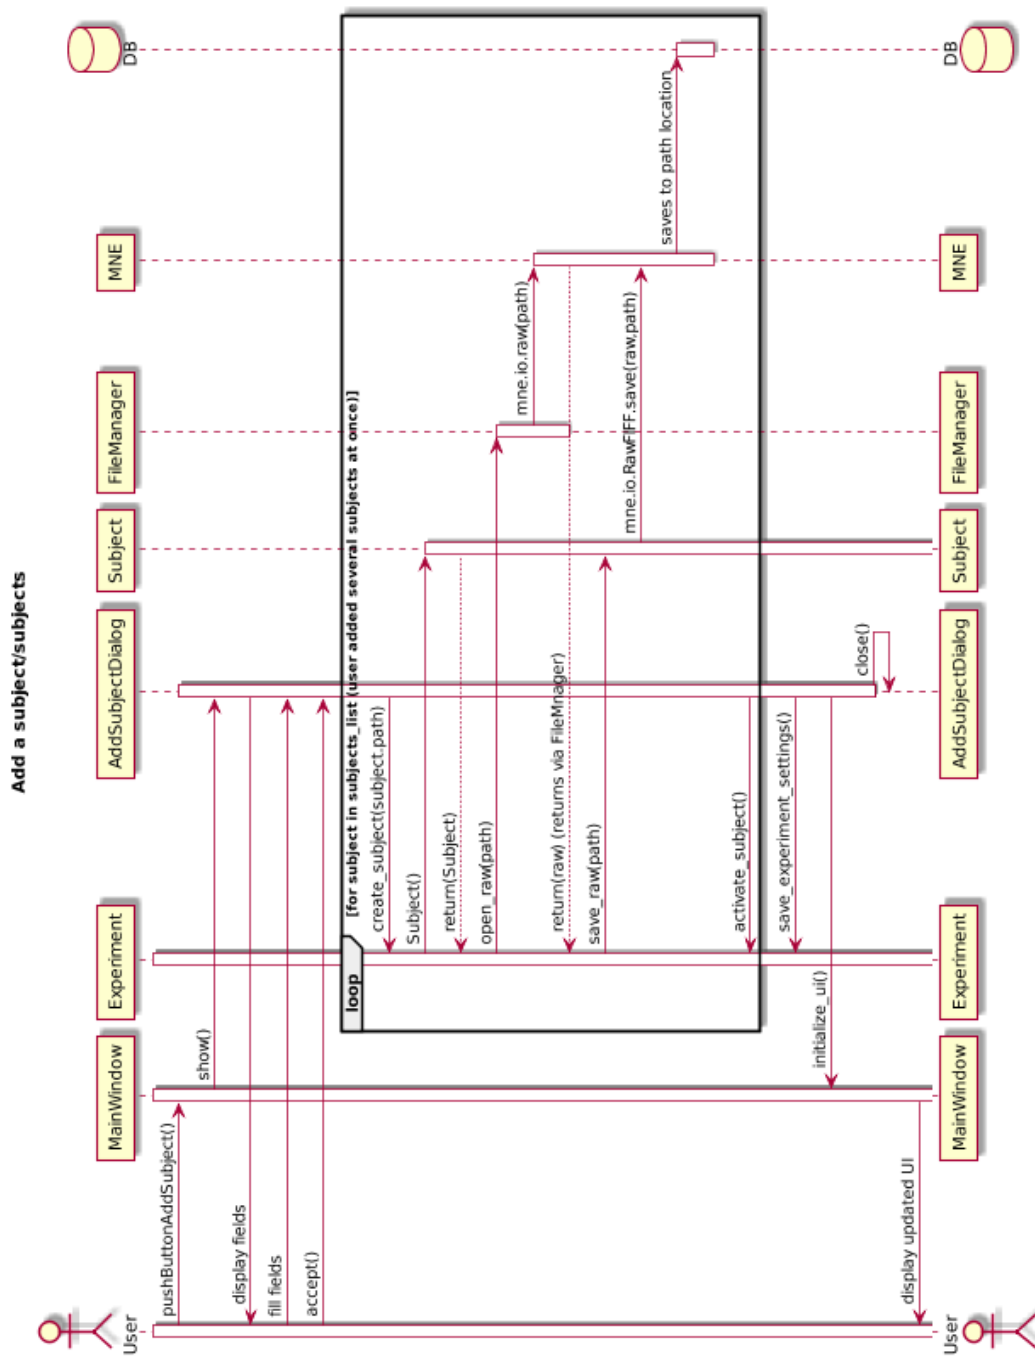 Add a subject/subjects
User
MainWindow
Experiment
AddSubjectDialog
Subject
FileManager
MNE
DB
pushButtonAddSubject()
show()
display fields
fill fields
accept()
loop
[for subject in subjects_list (user added several subjects at once)]
create_subject(subject.path)
Subject()
return(Subject)
open_raw(path)
mne.io.raw(path)
return(raw) (returns via FileMnager)
save_raw(path)
mne.io.RawFIFF.save(raw,path)
saves to path location
activate_subject()
save_experiment_settings()
initialize_ui()
close()
display updated UI
User
MainWindow
Experiment
AddSubjectDialog
Subject
FileManager
MNE
DB